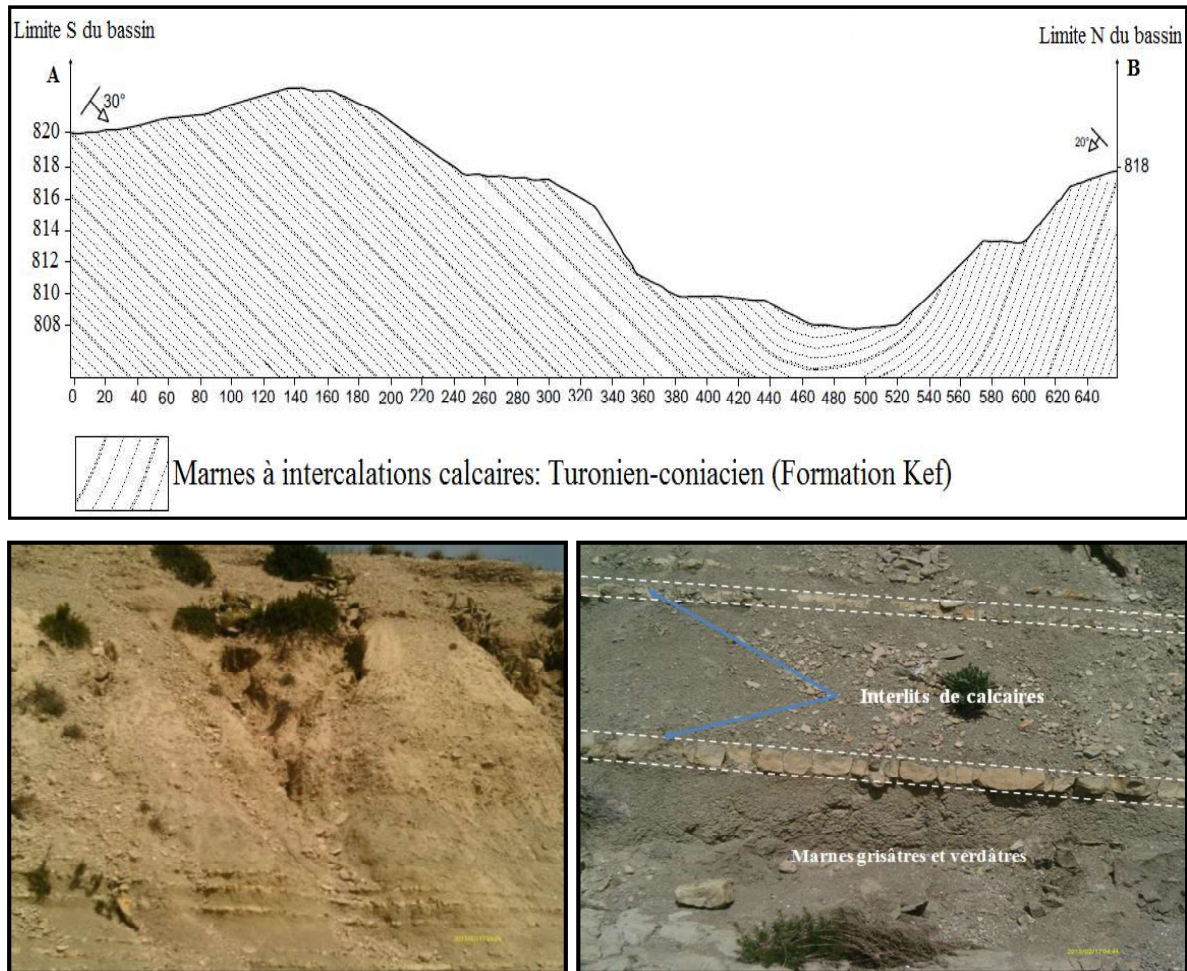 Limite S du bassin
Limite N du bassin
A
B
30°
20°
820
818
816
814
812
810
808
818
0 20 40 60 80 100 120 140 160 180 200 220 240 260 280 300 320 340 360 380 400 420 440 460 480 500 520 540 560 580 600 620 640
Marnes à intercalations calcaires: Turonien-coniacien (Formation Kef)
Interlits de calcaires
Marnes grisâtres et verdâtres